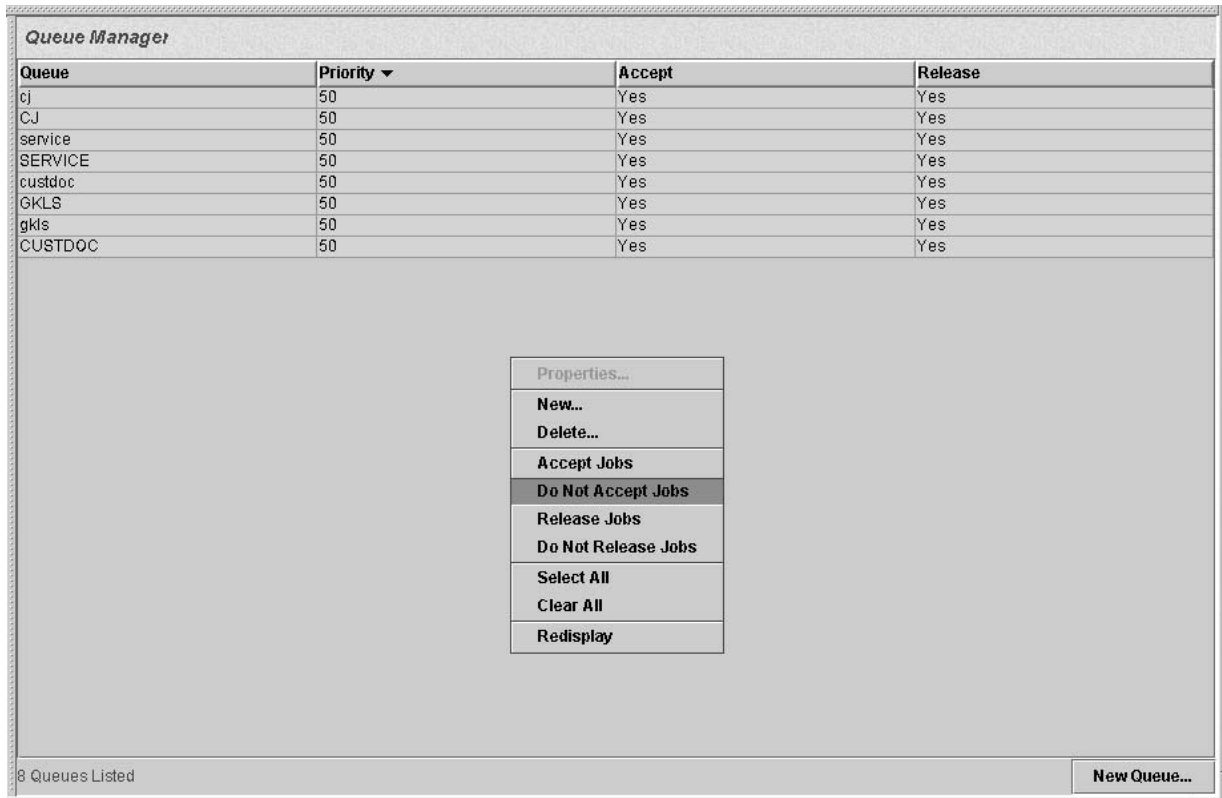 Queue Manager
Queue Priority Accept Release
cj 50 Yes Yes
CJ 50 Yes Yes
service 50 Yes Yes
SERVICE 50 Yes Yes
custdoc 50 Yes Yes
GKLS 50 Yes Yes
gkls 50 Yes Yes
CUSTDOC 50 Yes Yes
Properties...
New...
Delete...
Accept Jobs
Do Not Accept Jobs
Release Jobs
Do Not Release Jobs
Select All
Clear All
Redisplay
8 Queues Listed New Queue...